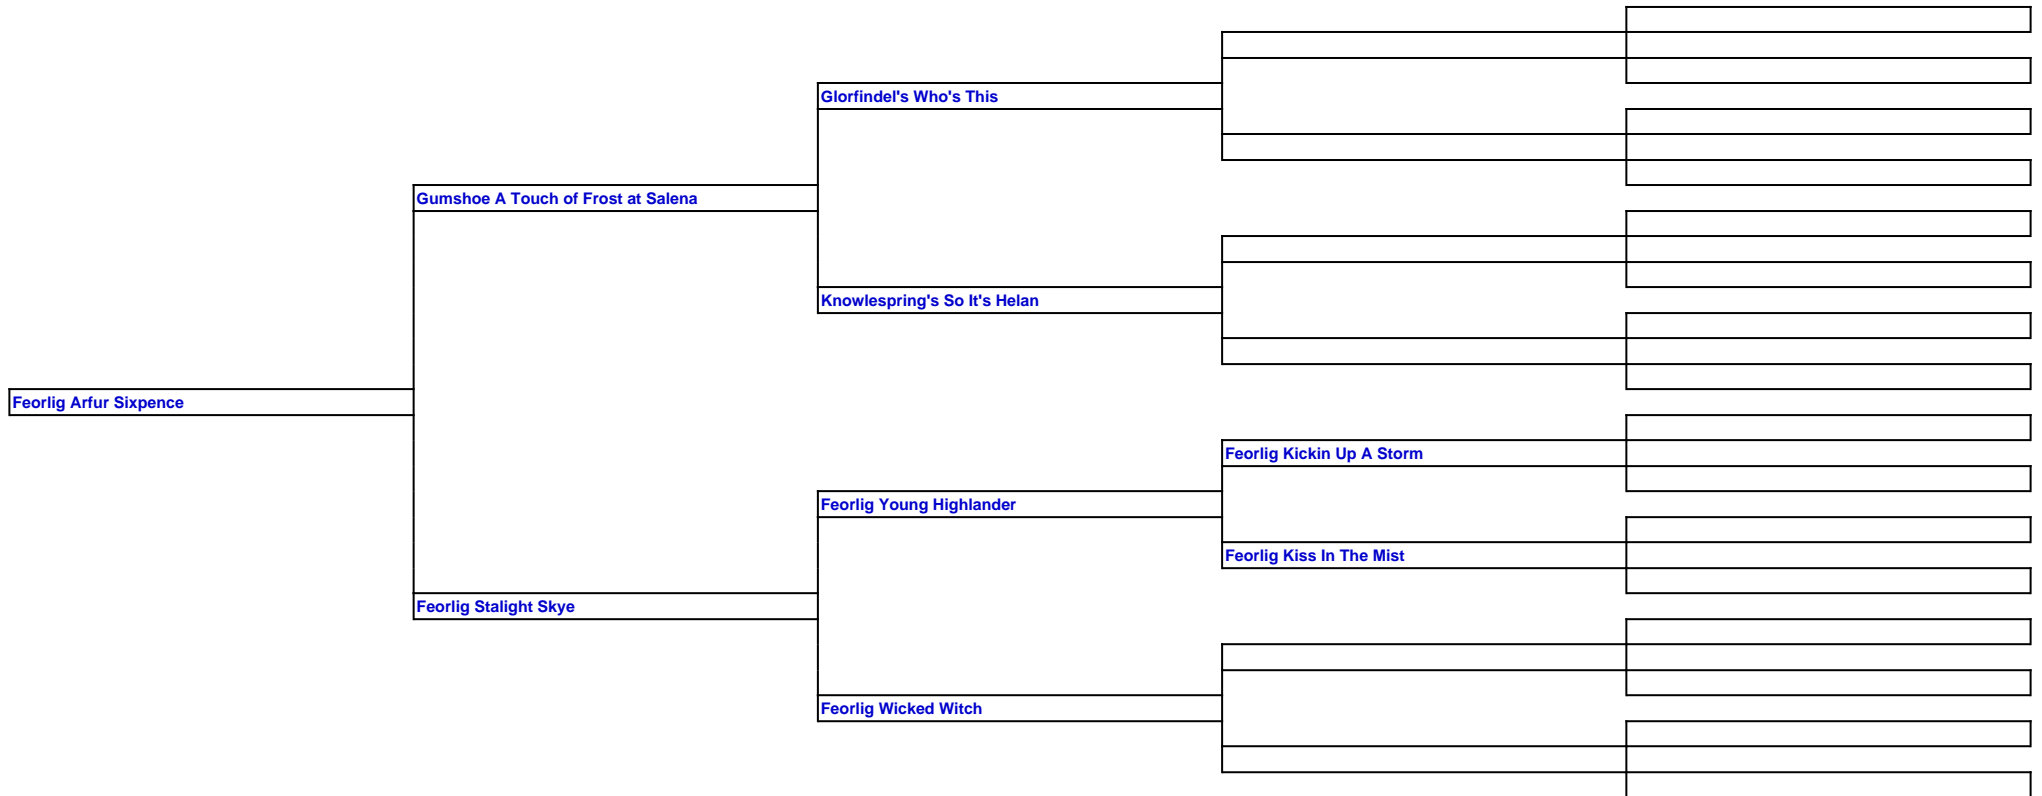 Glorfindel's Who's This
Gumshoe A Touch of Frost at Salena
Knowlespring's So It's Helan
Feorlig Arfur Sixpence
Feorlig Kickin Up A Storm
Feorlig Young Highlander
Feorlig Kiss In The Mist
Feorlig Stalight Skye
Feorlig Wicked Witch